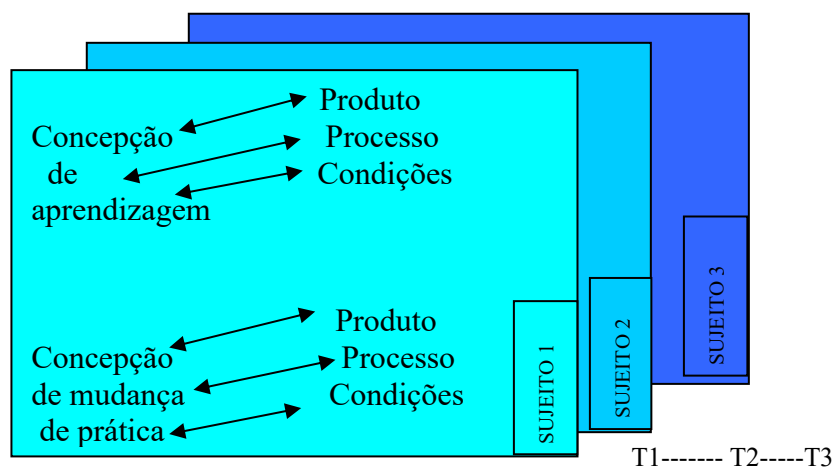 Produto
Concepção
Processo
de
Condições
aprendizagem
Produto
Concepção
Processo
de mudança
Condições
de prática
SUJEITO 1
SUJEITO 2
SUJEITO 3
T1------- T2-----T3